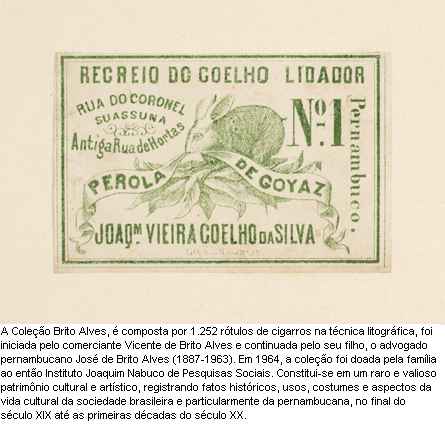 RECREIO DO COELHO LIDADOR
RUA DO CORONEL
SUASSUNA
Antiga Rua de Hortas
Nº 1
Pernambuco.
PEROLA DE GOYAZ
JOAQM. VIEIRA COELHO DA SILVA
A Coleção Brito Alves, é composta por 1.252 rótulos de cigarros na técnica litográfica, foi
iniciada pelo comerciante Vicente de Brito Alves e continuada pelo seu filho, o advogado
pernambucano José de Brito Alves (1887-1963). Em 1964, a coleção foi doada pela família
ao então Instituto Joaquim Nabuco de Pesquisas Sociais. Constitui-se em um raro e valioso
patrimônio cultural e artístico, registrando fatos históricos, usos, costumes e aspectos da
vida cultural da sociedade brasileira e particularmente da pernambucana, no final do
século XIX até as primeiras décadas do século XX.